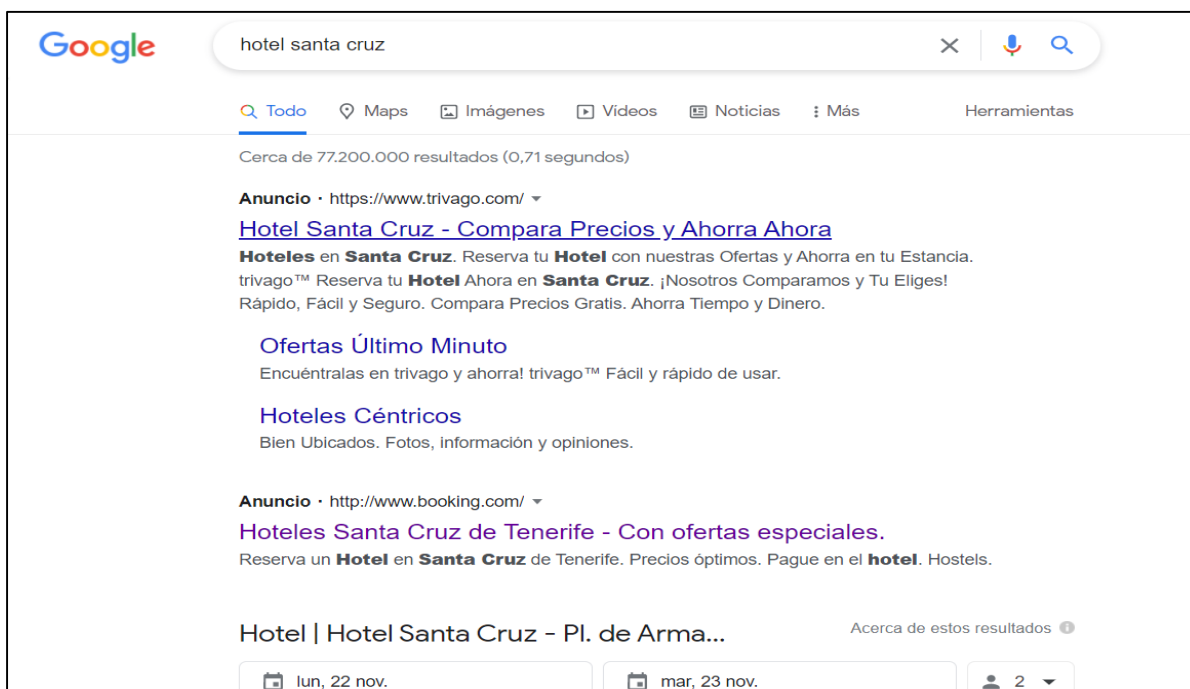 Google
hotel santa cruz
Todo Maps Imágenes Vídeos Noticias Más Herramientas
Cerca de 77.200.000 resultados (0,71 segundos)
Anuncio · https://www.trivago.com/
Hotel Santa Cruz - Compara Precios y Ahorra Ahora
Hoteles en Santa Cruz. Reserva tu Hotel con nuestras Ofertas y Ahorra en tu Estancia.
trivago™ Reserva tu Hotel Ahora en Santa Cruz. ¡Nosotros Comparamos y Tu Eliges!
Rápido, Fácil y Seguro. Compara Precios Gratis. Ahorra Tiempo y Dinero.
Ofertas Último Minuto
Encuéntralas en trivago y ahorra! trivago™ Fácil y rápido de usar.
Hoteles Céntricos
Bien Ubicados. Fotos, información y opiniones.
Anuncio · http://www.booking.com/
Hoteles Santa Cruz de Tenerife - Con ofertas especiales.
Reserva un Hotel en Santa Cruz de Tenerife. Precios óptimos. Pague en el hotel. Hostels.
Hotel | Hotel Santa Cruz - Pl. de Arma...
Acerca de estos resultados
lun, 22 nov. mar, 23 nov. 2